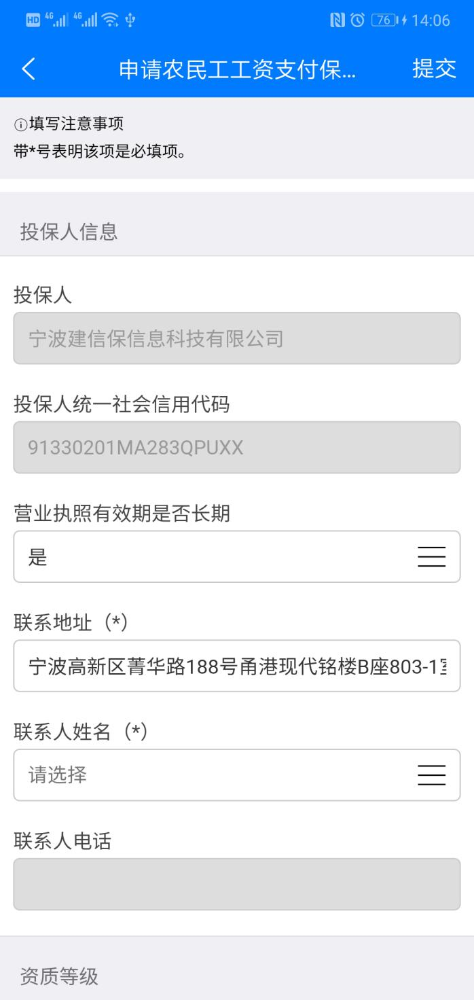 HD 4G 4G 76 14:06
申请农民工工资支付保... 提交
填写注意事项
带*号表明该项是必填项。
投保人信息
投保人
宁波建信保信息科技有限公司
投保人统一社会信用代码
91330201MA283QPUXX
营业执照有效期是否长期
是
联系地址（*）
宁波高新区菁华路188号甬港现代铭楼B座803-1
联系人姓名（*）
请选择
联系人电话
资质等级